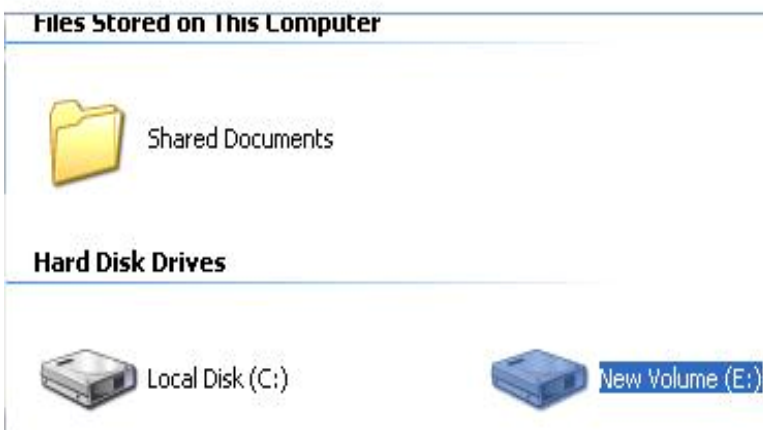 Files Stored on This Computer
Shared Documents
Hard Disk Drives
Local Disk (C:)
New Volume (E:)